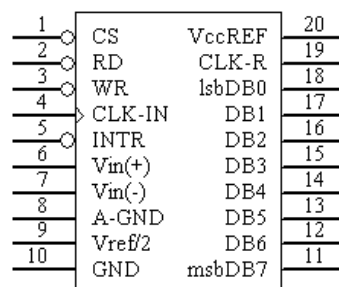 1 CS VccREF 20
2 RD CLK-R 19
3 WR lsbDB0 18
4 CLK-IN DB1 17
5 INTR DB2 16
6 Vin(+) DB3 15
7 Vin(-) DB4 14
8 A-GND DB5 13
9 Vref/2 DB6 12
10 GND msbDB7 11